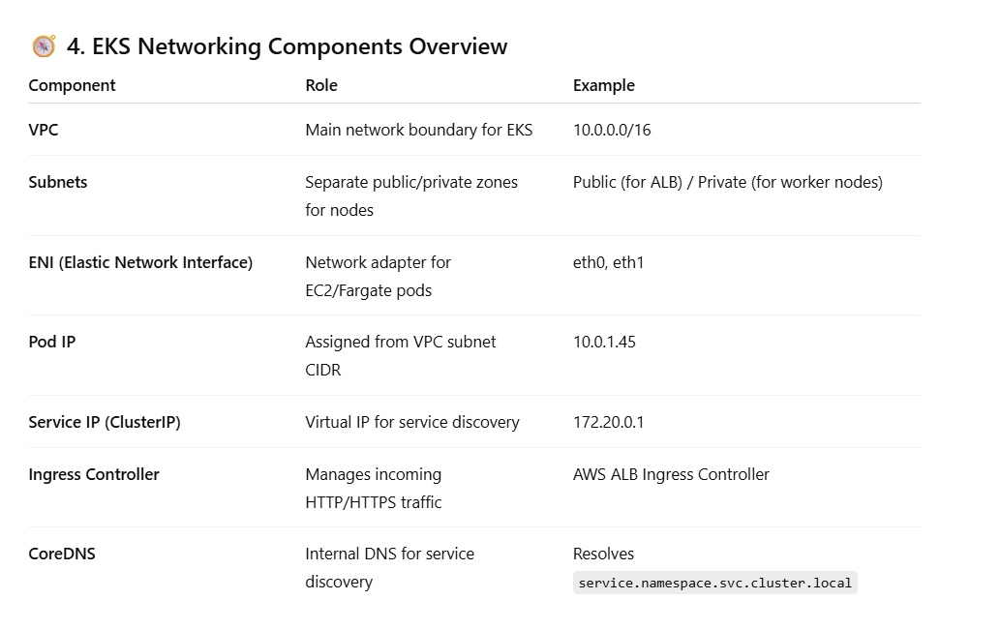 🧭 4. EKS Networking Components Overview
Component Role Example
VPC Main network boundary for EKS 10.0.0.0/16
Subnets Separate public/private zones Public (for ALB) / Private (for worker nodes)
for nodes
ENI (Elastic Network Interface) Network adapter for eth0, eth1
EC2/Fargate pods
Pod IP Assigned from VPC subnet 10.0.1.45
CIDR
Service IP (ClusterIP) Virtual IP for service discovery 172.20.0.1
Ingress Controller Manages incoming AWS ALB Ingress Controller
HTTP/HTTPS traffic
CoreDNS Internal DNS for service Resolves
discovery service.namespace.svc.cluster.local